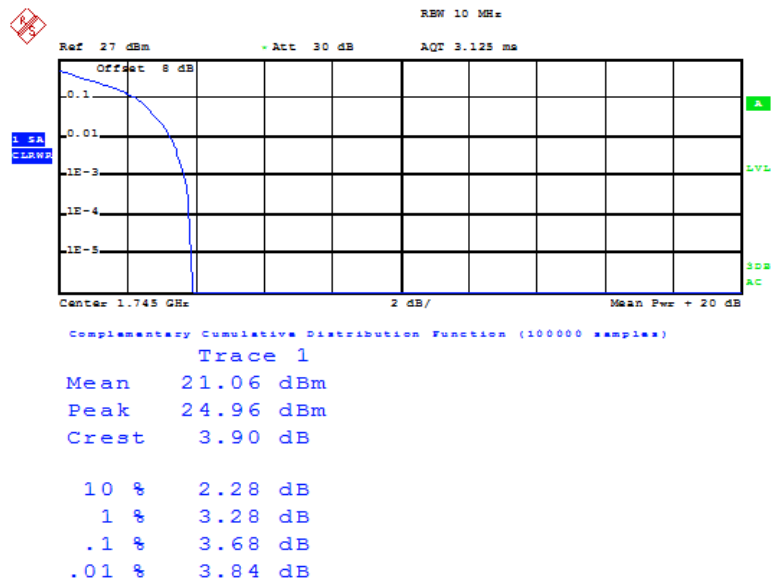 RBW 10 MHz
Ref 27 dBm * Att 30 dB AQT 3.125 ms
Offset 8 dB
0.1
A
0.01
1 SA
CLRWR
1E-3
LVL
1E-4
1E-5
3DB
AC
Center 1.745 GHz 2 dB/ Mean Pwr + 20 dB
Complementary Cumulative Distribution Function (100000 samples)
Trace 1
Mean 21.06 dBm
Peak 24.96 dBm
Crest 3.90 dB
10 % 2.28 dB
1 % 3.28 dB
.1 % 3.68 dB
.01 % 3.84 dB